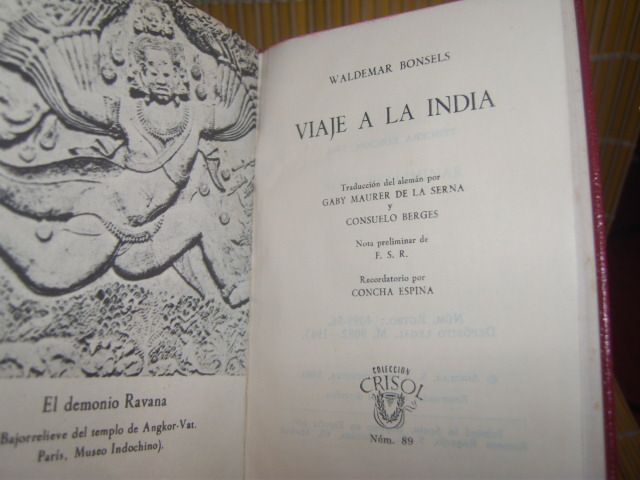 El demonio Ravana
(Bajorrelieve del templo de Angkor-Vat.
París, Museo Indochino).
WALDEMAR BONSELS
VIAJE A LA INDIA
Traducción del alemán por
GABY MAURER DE LA SERNA
y
CONSUELO BERGES
Nota preliminar de
F. S. R.
Recordatorio por
CONCHA ESPINA
COLECCION
CRISOL
Núm. 89